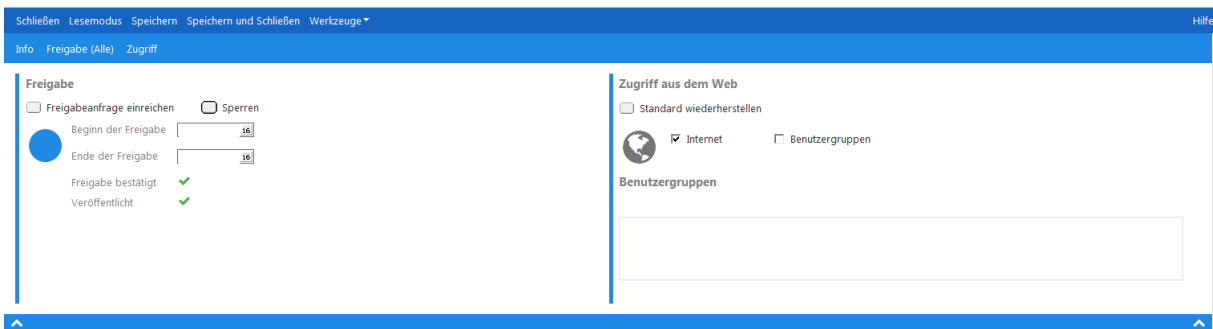 Schließen Lesemodus Speichern Speichern und Schließen Werkzeuge Hilfe
Info Freigabe (Alle) Zugriff
Freigabe
Freigabeanfrage einreichen Sperren
Beginn der Freigabe 16
Ende der Freigabe 16
Freigabe bestätigt
Veröffentlicht
Zugriff aus dem Web
Standard wiederherstellen
Internet Benutzergruppen
Benutzergruppen